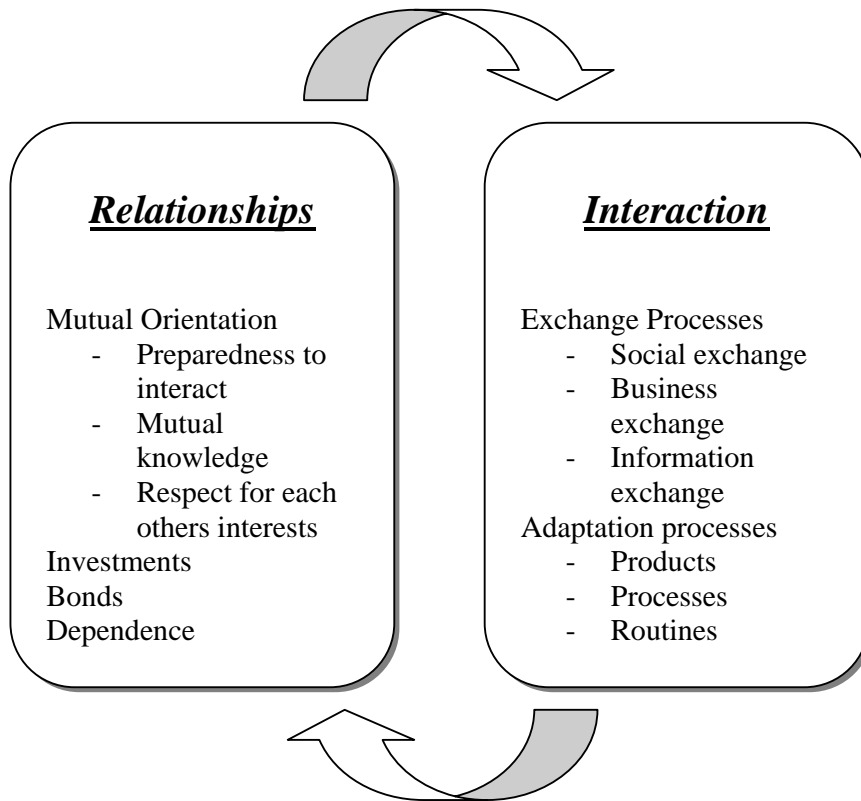 Relationships
Mutual Orientation
- Preparedness to
interact
- Mutual
knowledge
- Respect for each
others interests
Investments
Bonds
Dependence
Interaction
Exchange Processes
- Social exchange
- Business
exchange
- Information
exchange
Adaptation processes
- Products
- Processes
- Routines